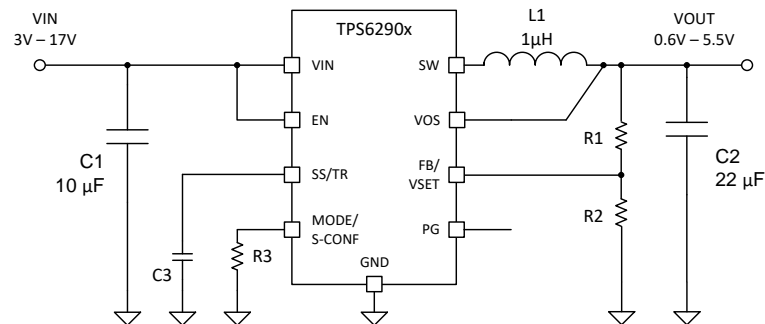 VIN
3V – 17V
TPS6290x
L1
1µH
VOUT
0.6V – 5.5V
VIN
SW
EN
VOS
C1
10 µF
R1
C2
22 µF
SS/TR
FB/
VSET
MODE/
S-CONF
PG
R2
C3
R3
GND